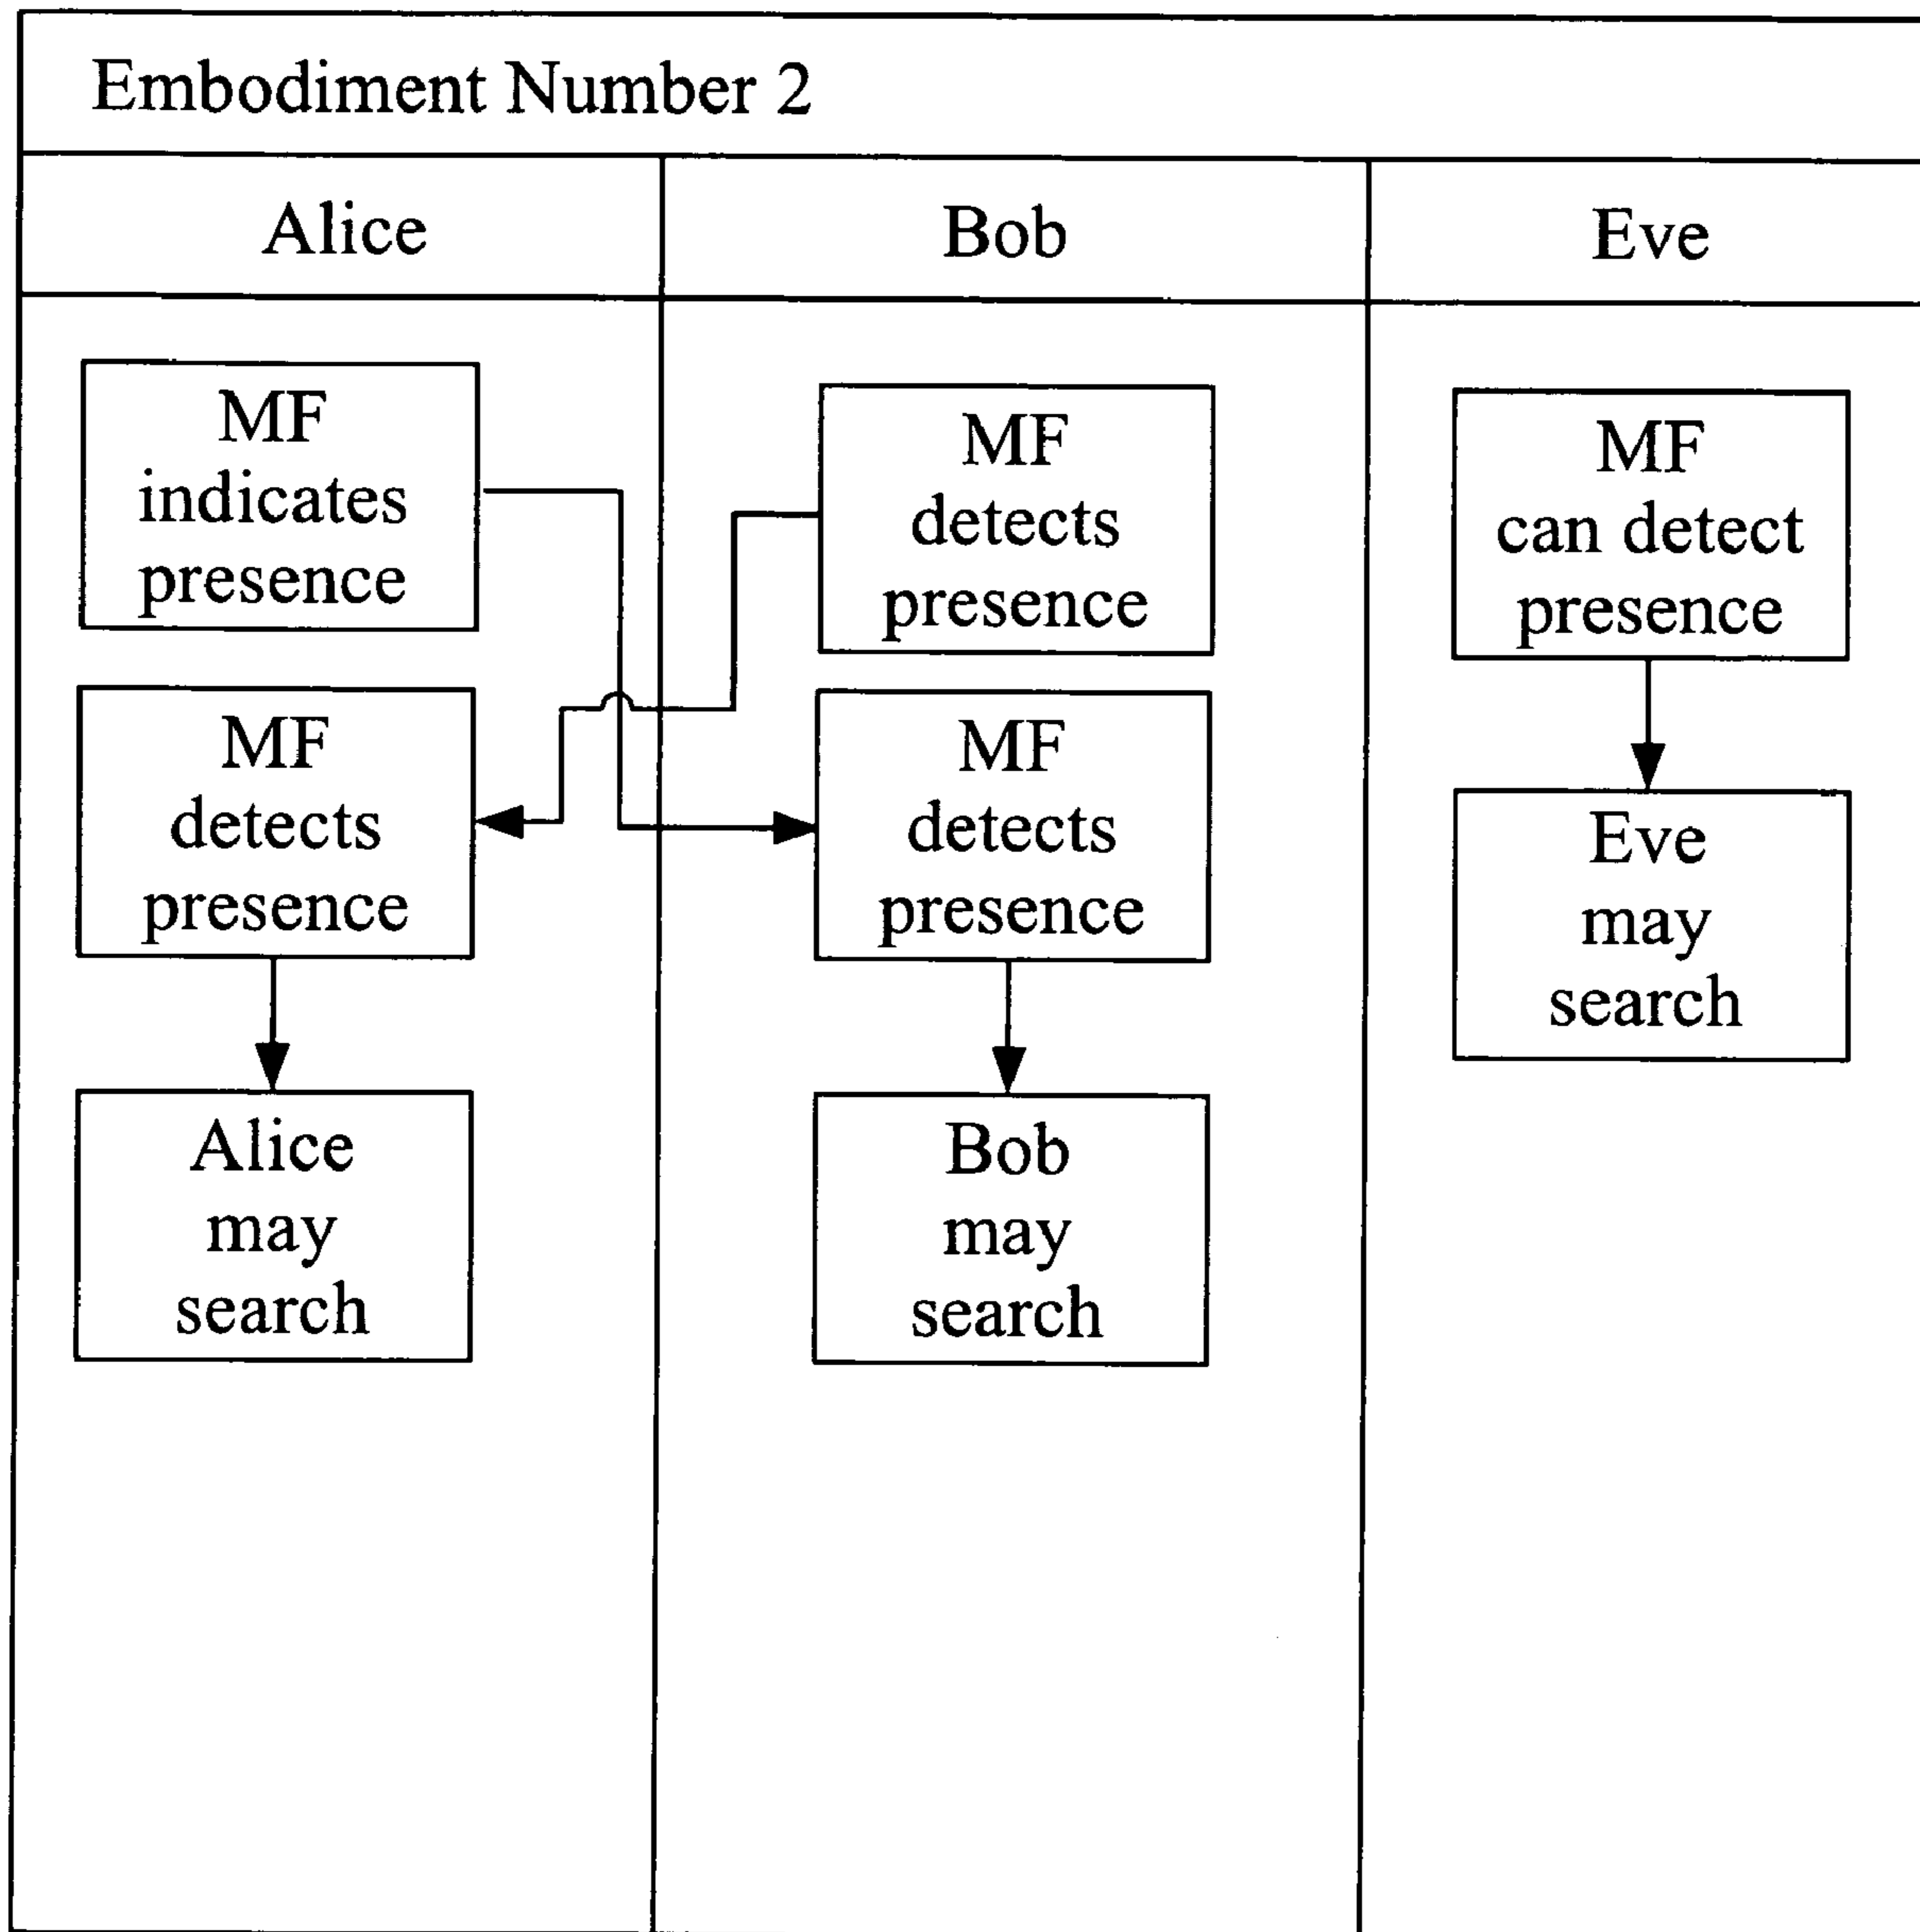 Embodiment Number 2
Alice
Bob
Eve
MF
indicates
presence
MF
detects
presence
Alice
may
search
MF
detects
presence
MF
detects
presence
Bob
may
search
MF
can detect
presence
Eve
may
search